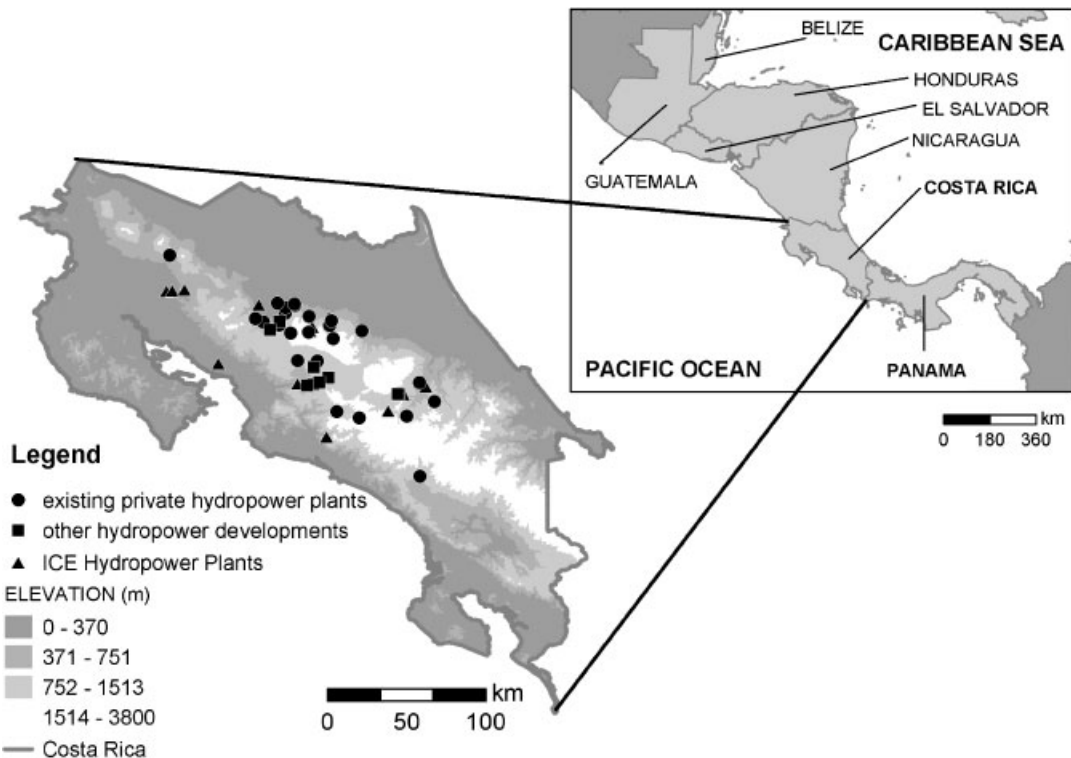 BELIZE
CARIBBEAN SEA
HONDURAS
EL SALVADOR
NICARAGUA
GUATEMALA
COSTA RICA
PACIFIC OCEAN
PANAMA
km
0 180 360
Legend
existing private hydropower plants
other hydropower developments
ICE Hydropower Plants
ELEVATION (m)
0 - 370
371 - 751
752 - 1513
1514 - 3800
Costa Rica
km
0 50 100